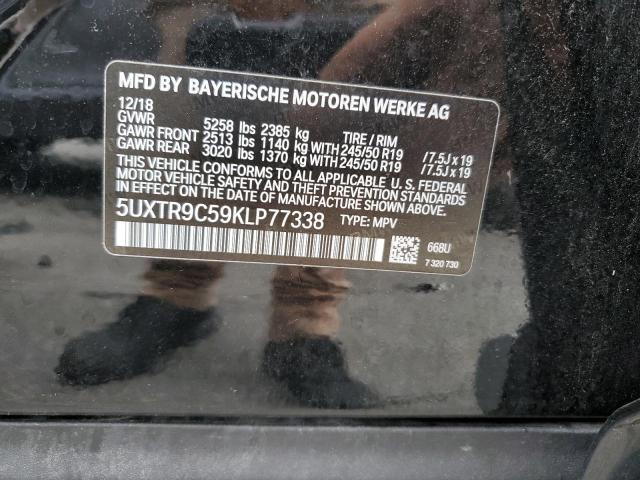 MFD BY BAYERISCHE MOTOREN WERKE AG
12/18
GVWR 5258 lbs 2385 kg TIRE / RIM
GAWR FRONT 2513 lbs 1140 kg WITH 245/50 R19 /7.5J x 19
GAWR REAR 3020 lbs 1370 kg WITH 245/50 R19 /7.5J x 19
THIS VEHICLE CONFORMS TO ALL APPLICABLE U.S. FEDERAL
MOTOR VEHICLE SAFETY AND THEFT PREVENTION STANDARDS
IN EFFECT ON THE DATE OF MANUFACTURE SHOWN ABOVE.
5UXTR9C59KLP77338 TYPE: MPV
668U
7 320 730